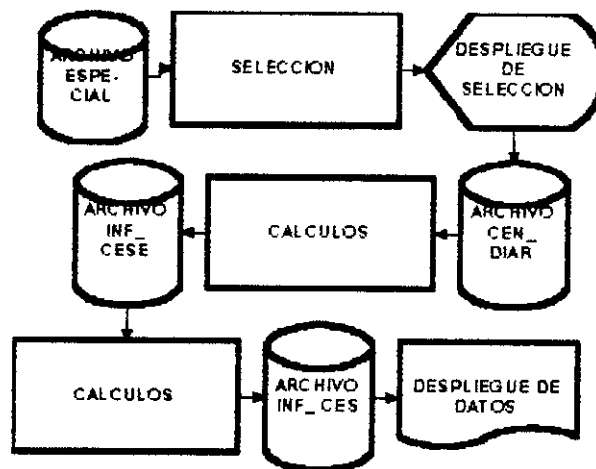 ARCHIVO
ESPE-
CIAL
SELECCION
DESPLIEGUE
DE
SELECCION
ARCHIVO
INF_
CESE
CALCULOS
ARCHIVO
CEN_
DIAR
CALCULOS
ARCHIVO
INF_CES
DESPLIEGUE DE
DATOS